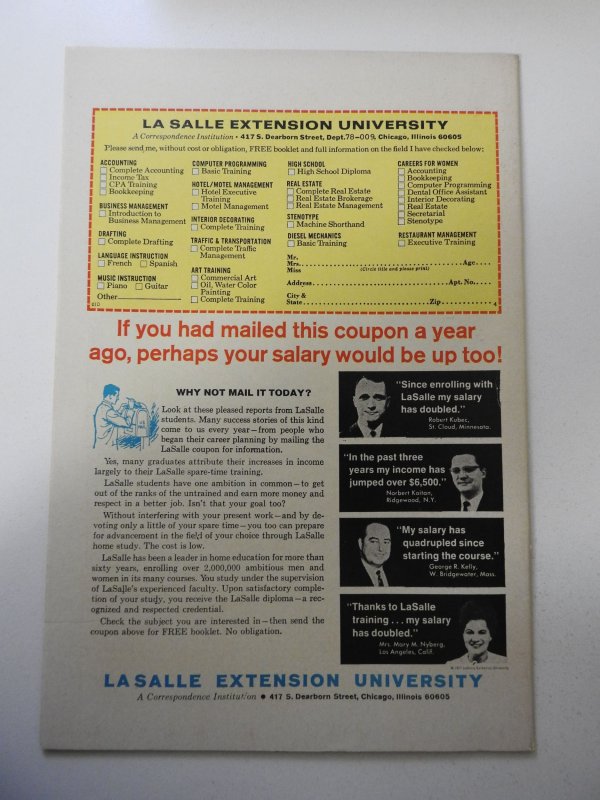 LA SALLE EXTENSION UNIVERSITY
A Correspondence Institution • 417 S. Dearborn Street, Dept. 78-009, Chicago, Illinois 60605
Please send me, without cost or obligation, FREE booklet and full information on the field I have checked below:
ACCOUNTING
Complete Accounting
Income Tax
CPA Training
Bookkeeping
BUSINESS MANAGEMENT
Introduction to
Business Management
DRAFTING
Complete Drafting
LANGUAGE INSTRUCTION
French Spanish
MUSIC INSTRUCTION
Piano Guitar
Other
COMPUTER PROGRAMMING
Basic Training
HOTEL/MOTEL MANAGEMENT
Hotel Executive
Training
Motel Management
INTERIOR DECORATING
Complete Training
TRAFFIC & TRANSPORTATION
Complete Traffic
Management
ART TRAINING
Commercial Art
Oil, Water Color
Painting
Complete Training
HIGH SCHOOL
High School Diploma
REAL ESTATE
Complete Real Estate
Real Estate Brokerage
Real Estate Management
STENOTYPE
Machine Shorthand
DIESEL MECHANICS
Basic Training
CAREERS FOR WOMEN
Accounting
Bookkeeping
Computer Programming
Dental Office Assistant
Interior Decorating
Real Estate
Secretarial
Stenotype
RESTAURANT MANAGEMENT
Executive Training
Mr.
Mrs. Age
Miss (Circle title and please print)
Address Apt. No.
City &
State Zip
If you had mailed this coupon a year
ago, perhaps your salary would be up too!
WHY NOT MAIL IT TODAY?
Look at these pleased reports from LaSalle
students. Many success stories of this kind
come to us every year—from people who
began their career planning by mailing the
LaSalle coupon for information.
Yes, many graduates attribute their increases in income
largely to their LaSalle spare-time training.
LaSalle students have one ambition in common—to get
out of the ranks of the untrained and earn more money and
respect in a better job. Isn't that your goal too?
Without interfering with your present work—and by de-
voting only a little of your spare time—you too can prepare
for advancement in the field of your choice through LaSalle
home study. The cost is low.
LaSalle has been a leader in home education for more than
sixty years, enrolling over 2,000,000 ambitious men and
women in its many courses. You study under the supervision
of LaSalle's experienced faculty. Upon satisfactory comple-
tion of your study, you receive the LaSalle diploma—a rec-
ognized and respected credential.
Check the subject you are interested in—then send the
coupon above for FREE booklet. No obligation.
"Since enrolling with
LaSalle my salary
has doubled."
Robert Kubec,
St. Cloud, Minnesota.
"In the past three
years my income has
jumped over $6,500."
Norbert Kaitan,
Ridgewood, N.Y.
"My salary has
quadrupled since
starting the course."
George R. Kelly,
W. Bridgewater, Mass.
"Thanks to LaSalle
training . . . my salary
has doubled."
Mrs. Mary M. Nyberg,
Los Angeles, Calif.
LASALLE EXTENSION UNIVERSITY
A Correspondence Institution • 417 S. Dearborn Street, Chicago, Illinois 60605